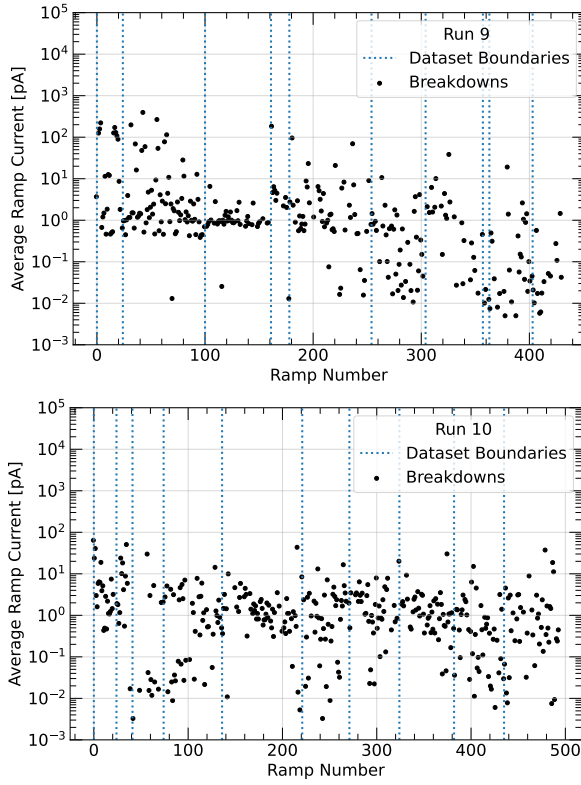 Average Ramp Current [pA]
10^5
10^4
10^3
10^2
10^1
10^0
10^−1
10^−2
10^−3
Run 9
Dataset Boundaries
Breakdowns
0 100 200 300 400
Ramp Number
Average Ramp Current [pA]
10^5
10^4
10^3
10^2
10^1
10^0
10^−1
10^−2
10^−3
Run 10
Dataset Boundaries
Breakdowns
0 100 200 300 400 500
Ramp Number